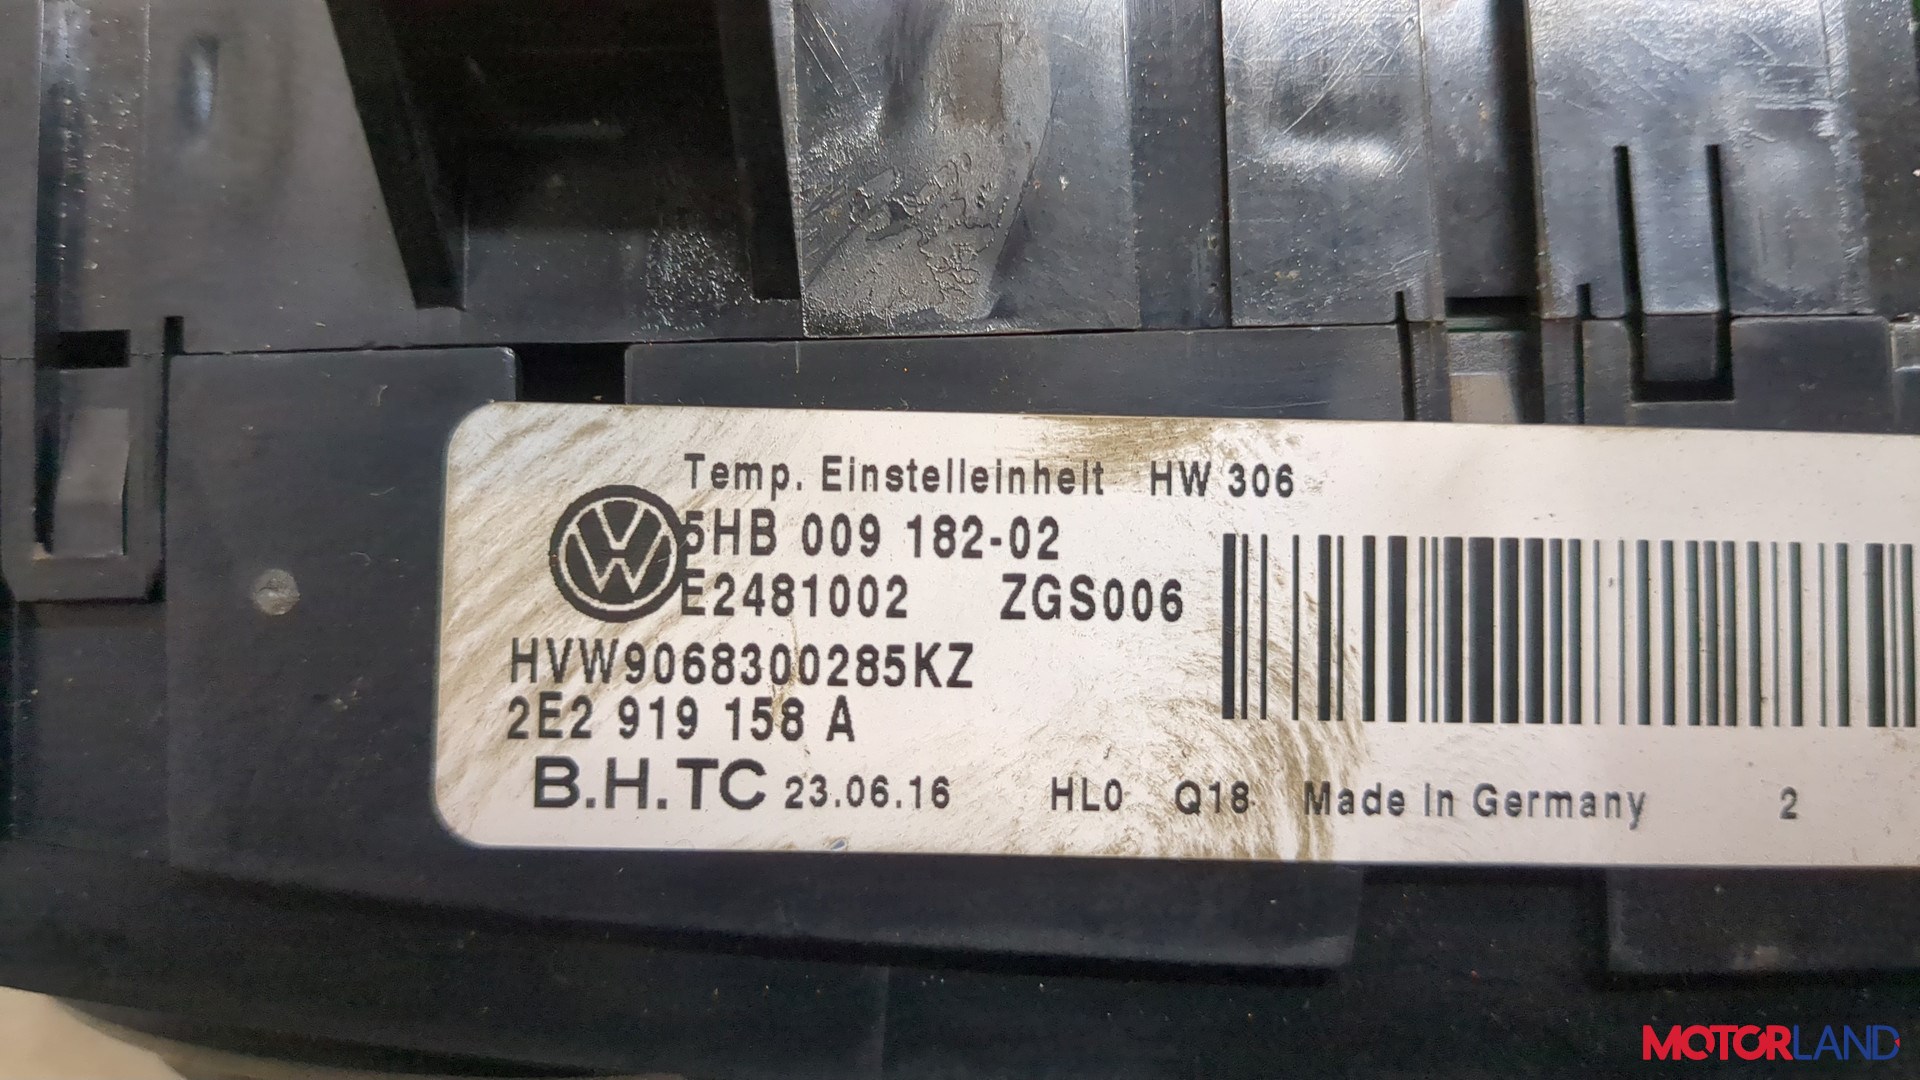 Temp. Einstelleinheit HW 306
5HB 009 182-02
E2481002 ZGS006
HVW9068300285KZ
2E2 919 158 A
B.H.TC 23.06.16 HL0 Q18 Made in Germany 2
MOTORLAND